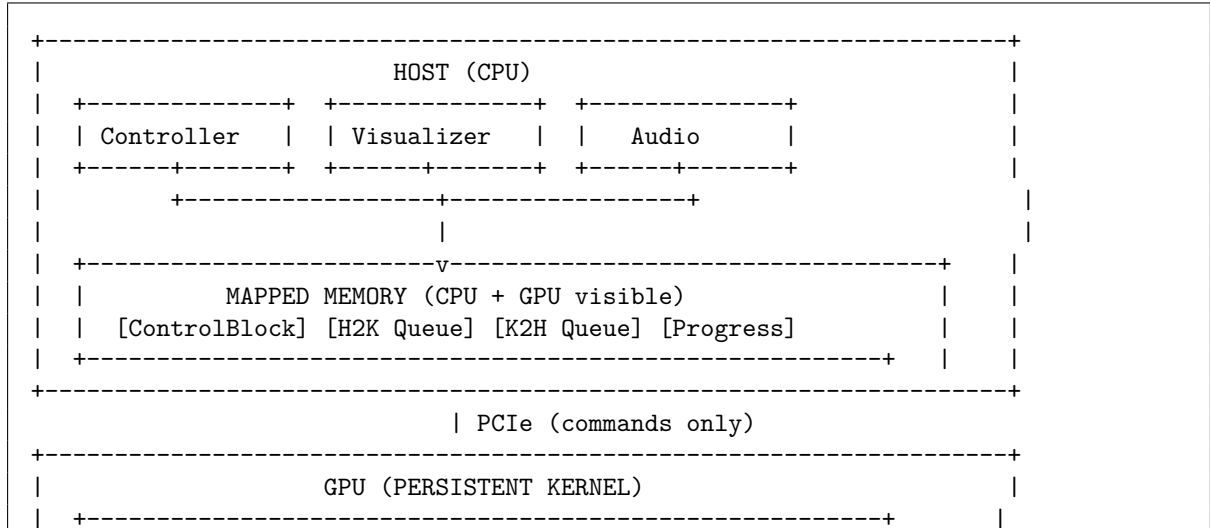 +---------------------------------------------------------------------+
|                         HOST (CPU)                                  |
|  +--------------+  +--------------+  +--------------+               |
|  | Controller   |  | Visualizer   |  |   Audio      |               |
|  +------+-------+  +------+-------+  +------+-------+               |
|         +------------------+-----------------+                       |
|                            |                                         |
|  +-------------------------v-----------------------------------+    |
|  |          MAPPED MEMORY (CPU + GPU visible)                  |    |
|  |  [ControlBlock] [H2K Queue] [K2H Queue] [Progress]          |    |
|  +---------------------------------------------------------+   |    |
+---------------------------------------------------------------------+
                             | PCIe (commands only)
+---------------------------------------------------------------------+
|                    GPU (PERSISTENT KERNEL)                          |
|  +---------------------------------------------------------+       |